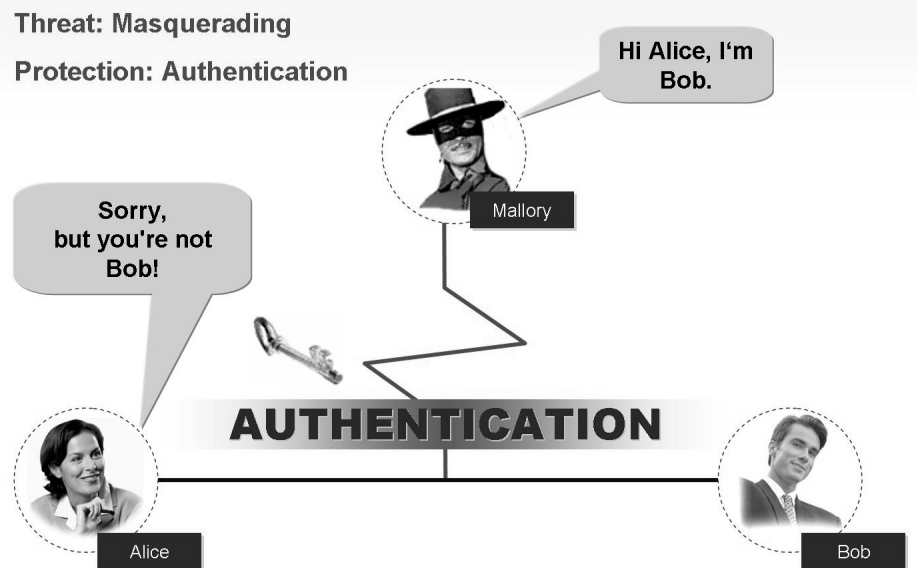 Threat: Masquerading
Protection: Authentication
Hi Alice, I‘m
Bob.
Mallory
Sorry,
but you're not
Bob!
AUTHENTICATION
Alice
Bob